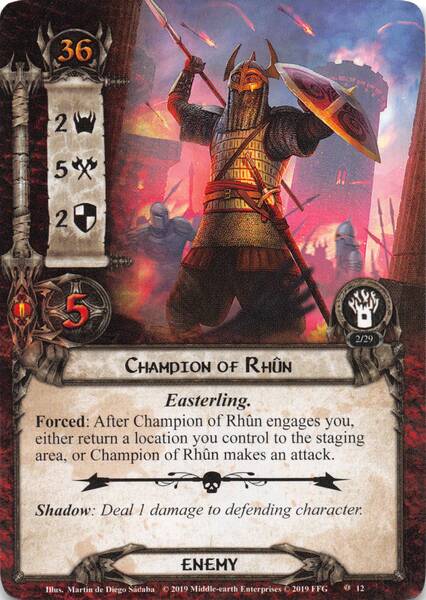 36
2
5
2
5
2/29
Champion of Rhûn
Easterling.
Forced: After Champion of Rhûn engages you,
either return a location you control to the staging
area, or Champion of Rhûn makes an attack.
Shadow: Deal 1 damage to defending character.
ENEMY
Illus. Martin de Diego Sádaba © 2019 Middle-earth Enterprises © 2019 FFG 12